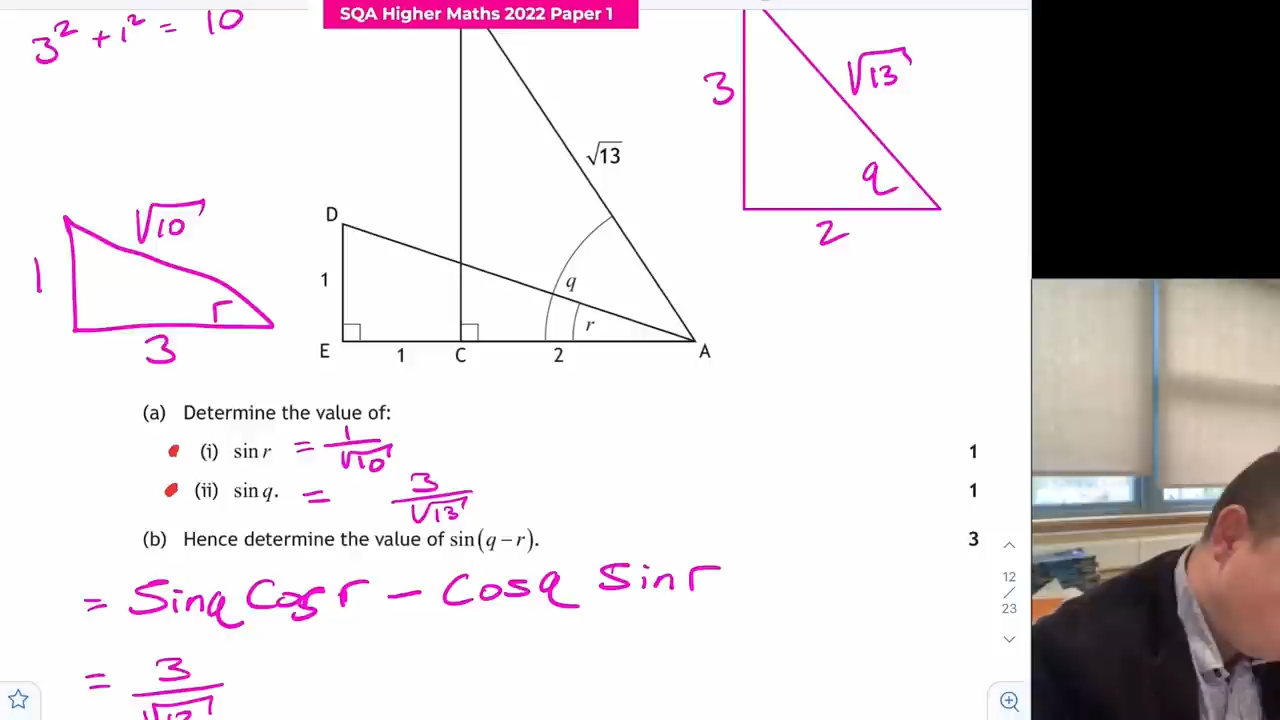 SQA Higher Maths 2022 Paper 1
3² + 1² = 10
3
√13
q
2
√13
D
√10
1
r
3
1
q
r
E
1
C
2
A
(a) Determine the value of:
(i) sin r = 1/√10 1
(ii) sin q. = 3/√13 1
(b) Hence determine the value of sin(q – r). 3
= Sinq Cosr – Cosq Sinr
= 3/√13
12
/
23